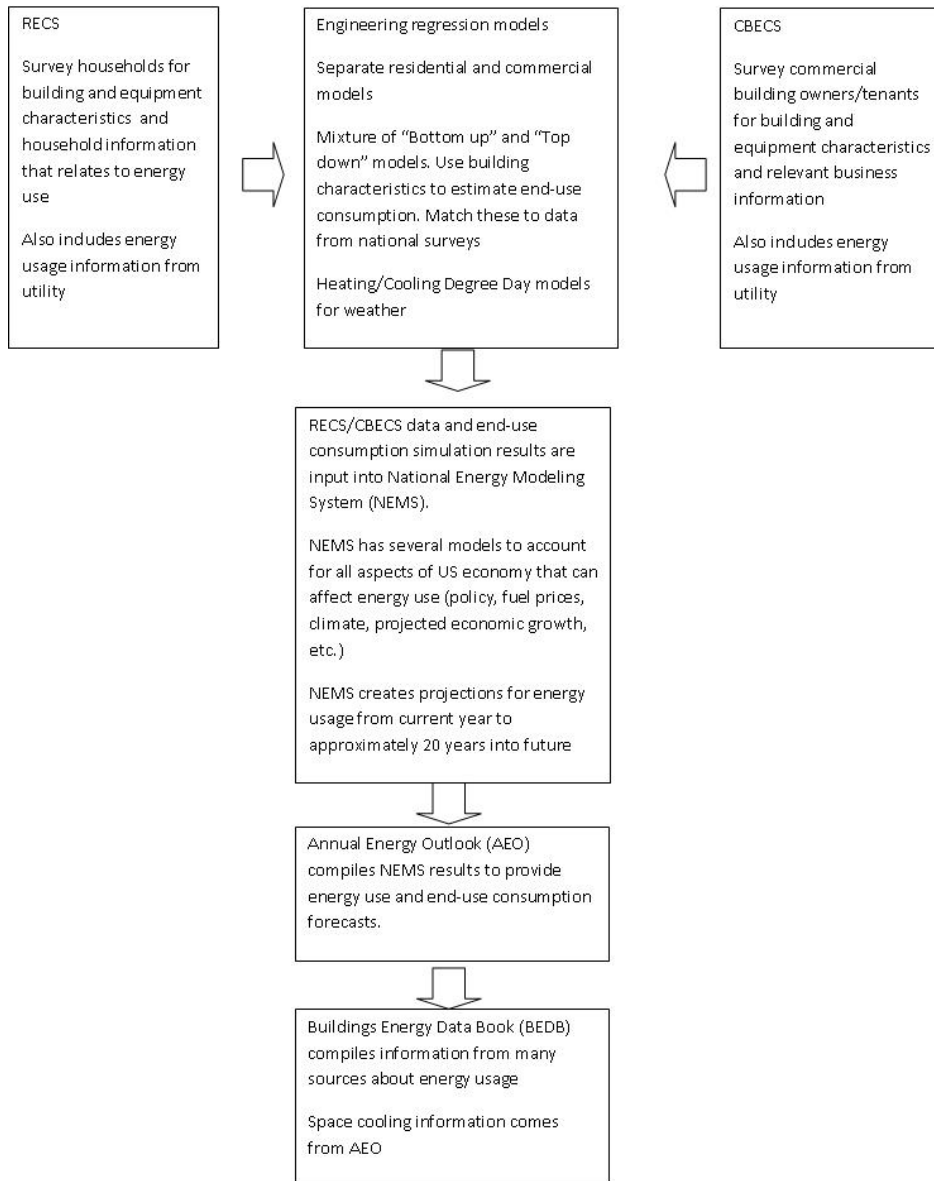 RECS
Survey households for
building and equipment
characteristics and
household information
that relates to energy
use
Also includes energy
usage information from
utility
Engineering regression models
Separate residential and commercial
models
Mixture of “Bottom up” and “Top
down” models. Use building
characteristics to estimate end-use
consumption. Match these to data
from national surveys
Heating/Cooling Degree Day models
for weather
CBECS
Survey commercial
building owners/tenants
for building and
equipment characteristics
and relevant business
information
Also includes energy
usage information from
utility
RECS/CBECS data and end-use
consumption simulation results are
input into National Energy Modeling
System (NEMS).
NEMS has several models to account
for all aspects of US economy that can
affect energy use (policy, fuel prices,
climate, projected economic growth,
etc.)
NEMS creates projections for energy
usage from current year to
approximately 20 years into future
Annual Energy Outlook (AEO)
compiles NEMS results to provide
energy use and end-use consumption
forecasts.
Buildings Energy Data Book (BEDB)
compiles information from many
sources about energy usage
Space cooling information comes
from AEO